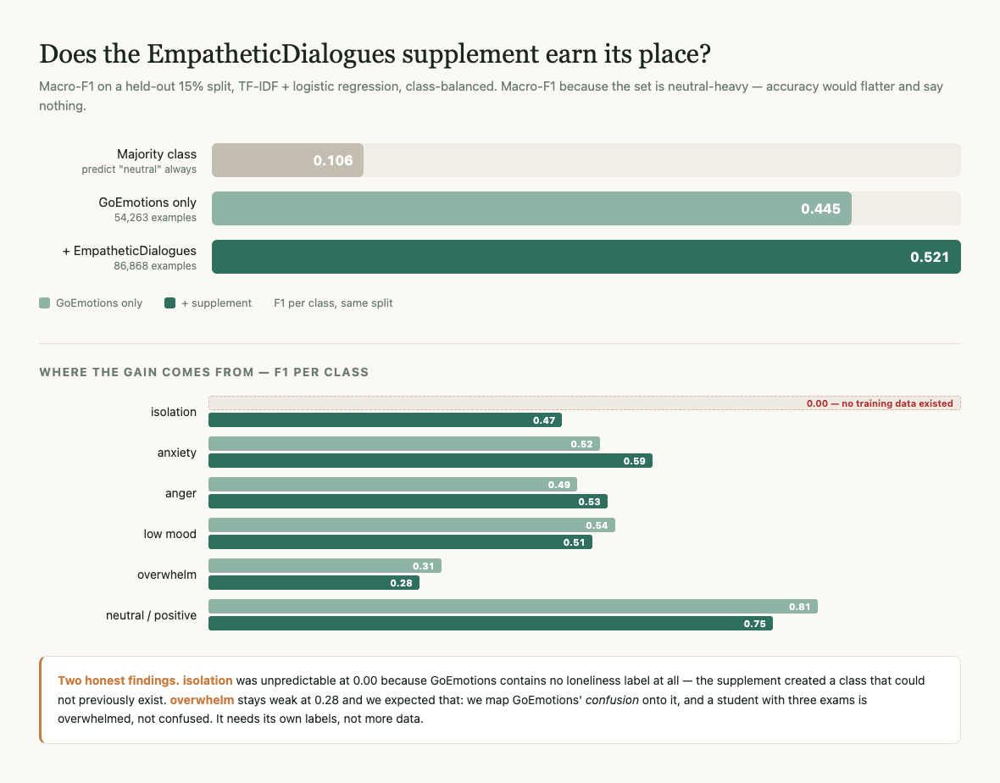 Does the EmpatheticDialogues supplement earn its place?
Macro-F1 on a held-out 15% split, TF-IDF + logistic regression, class-balanced. Macro-F1 because the set is neutral-heavy — accuracy would flatter and say
nothing.
Majority class
predict "neutral" always
0.106
GoEmotions only
54,263 examples
0.445
+ EmpatheticDialogues
86,868 examples
0.521
GoEmotions only
+ supplement
F1 per class, same split
WHERE THE GAIN COMES FROM — F1 PER CLASS
isolation
0.00 — no training data existed
0.47
anxiety
0.52
0.59
anger
0.49
0.53
low mood
0.54
0.51
overwhelm
0.31
0.28
neutral / positive
0.81
0.75
Two honest findings. isolation was unpredictable at 0.00 because GoEmotions contains no loneliness label at all — the supplement created a class that could
not previously exist. overwhelm stays weak at 0.28 and we expected that: we map GoEmotions' confusion onto it, and a student with three exams is
overwhelmed, not confused. It needs its own labels, not more data.